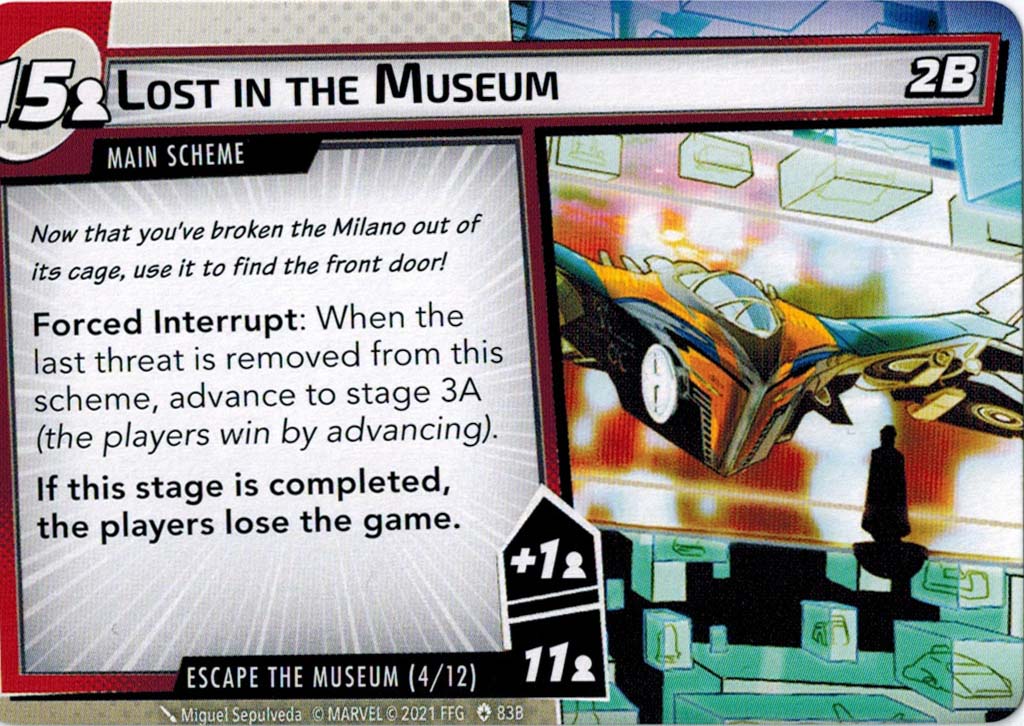 15
LOST IN THE MUSEUM
2B
MAIN SCHEME
Now that you've broken the Milano out of
its cage, use it to find the front door!
Forced Interrupt: When the
last threat is removed from this
scheme, advance to stage 3A
(the players win by advancing).
If this stage is completed,
the players lose the game.
+1
11
ESCAPE THE MUSEUM (4/12)
Miguel Sepulveda © MARVEL © 2021 FFG 83B